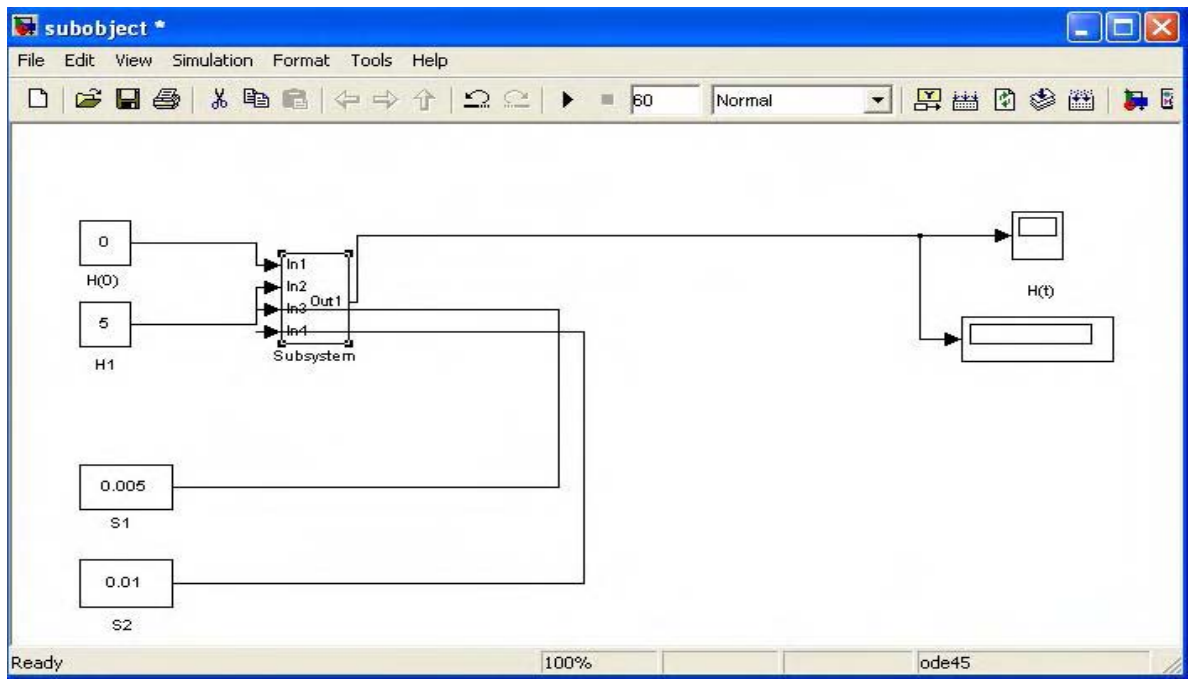 subobject *
File Edit View Simulation Format Tools Help
60 Normal
0
H(0)
5
H1
In1
In2
In3
In4
Out1
Subsystem
H(t)
0.005
S1
0.01
S2
Ready 100% ode45